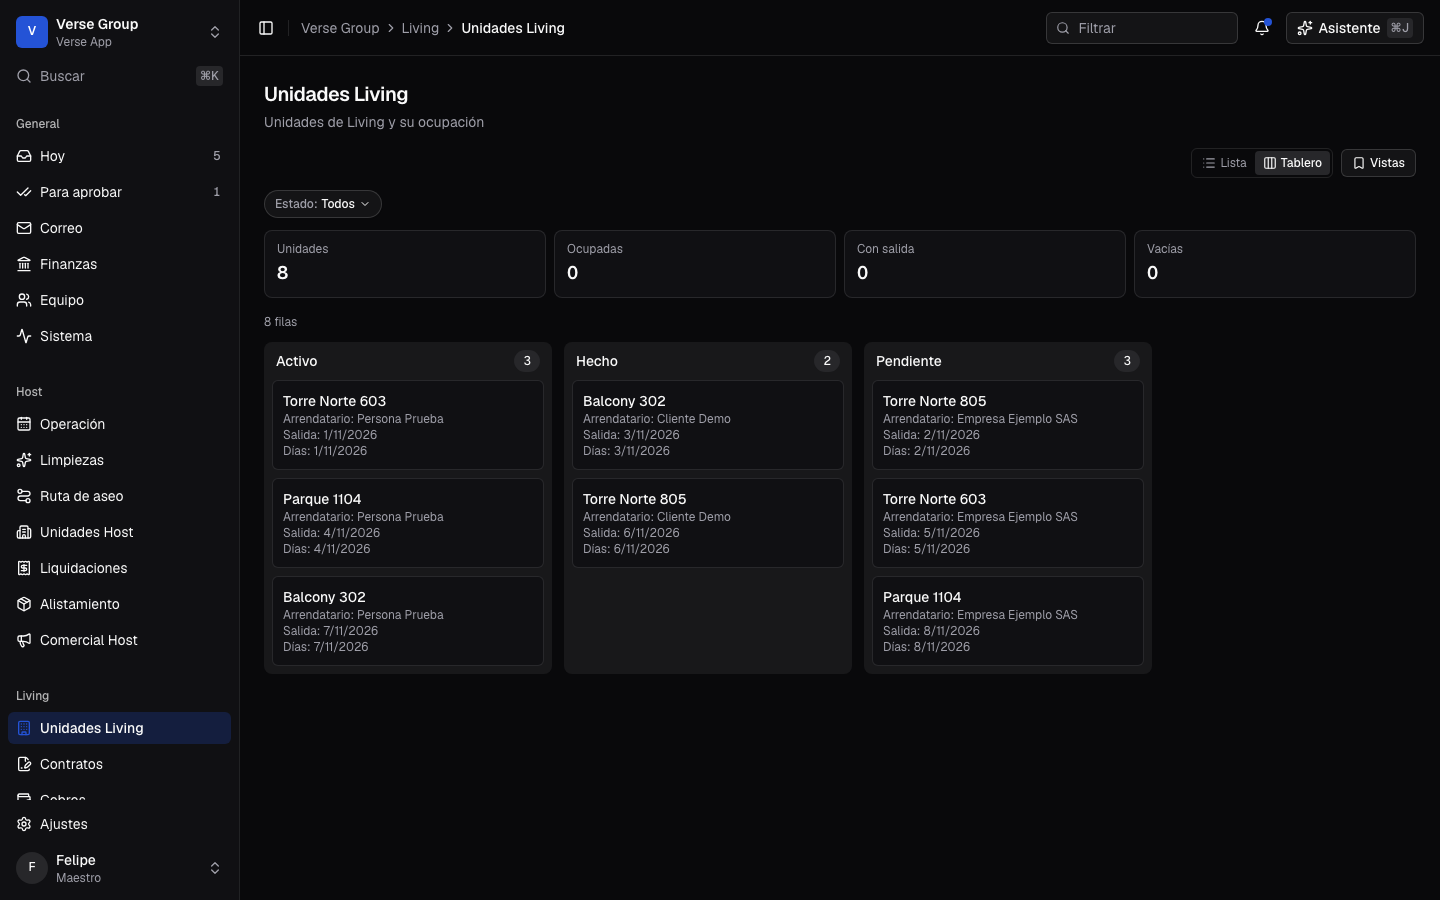 V
Verse Group
Verse App
Buscar ⌘K
General
Hoy 5
Para aprobar 1
Correo
Finanzas
Equipo
Sistema
Host
Operación
Limpiezas
Ruta de aseo
Unidades Host
Liquidaciones
Alistamiento
Comercial Host
Living
Unidades Living
Contratos
Cobros
Ajustes
F
Felipe
Maestro
Verse Group > Living > Unidades Living
Filtrar
Asistente ⌘J
Unidades Living
Unidades de Living y su ocupación
Lista Tablero Vistas
Estado: Todos
Unidades
8
Ocupadas
0
Con salida
0
Vacías
0
8 filas
Activo 3
Torre Norte 603
Arrendatario: Persona Prueba
Salida: 1/11/2026
Días: 1/11/2026
Parque 1104
Arrendatario: Persona Prueba
Salida: 4/11/2026
Días: 4/11/2026
Balcony 302
Arrendatario: Persona Prueba
Salida: 7/11/2026
Días: 7/11/2026
Hecho 2
Balcony 302
Arrendatario: Cliente Demo
Salida: 3/11/2026
Días: 3/11/2026
Torre Norte 805
Arrendatario: Cliente Demo
Salida: 6/11/2026
Días: 6/11/2026
Pendiente 3
Torre Norte 805
Arrendatario: Empresa Ejemplo SAS
Salida: 2/11/2026
Días: 2/11/2026
Torre Norte 603
Arrendatario: Empresa Ejemplo SAS
Salida: 5/11/2026
Días: 5/11/2026
Parque 1104
Arrendatario: Empresa Ejemplo SAS
Salida: 8/11/2026
Días: 8/11/2026